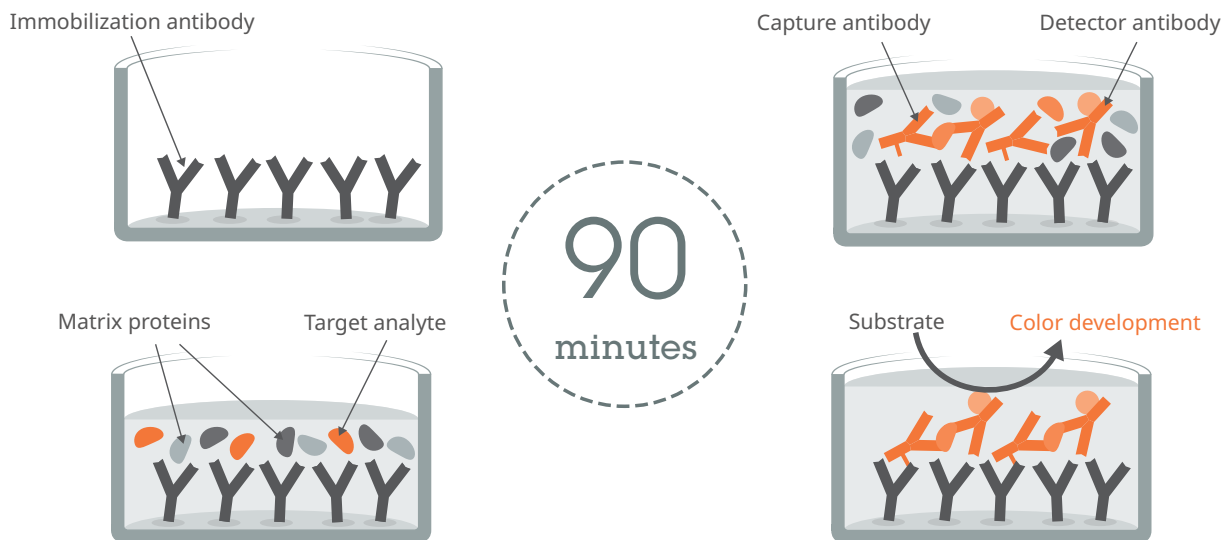 Immobilization antibody
Capture antibody
Detector antibody
90
minutes
Matrix proteins
Target analyte
Substrate
Color development